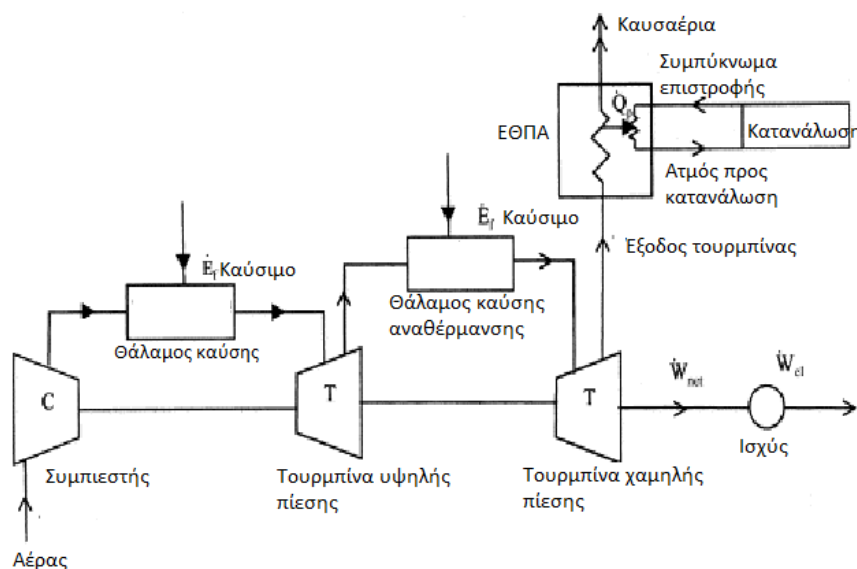 Καυσαέρια
Συμπύκνωμα
επιστροφής
Q̇
ΕΘΠΑ
Κατανάλωση
Ατμός προς
κατανάλωση
Ė_f Καύσιμο
Έξοδος τουρμπίνας
Ė_f Καύσιμο
Θάλαμος καύσης
αναθέρμανσης
Θάλαμος καύσης
C
T
T
Ẇ_net
Ẇ_el
Ισχύς
Συμπιεστής
Τουρμπίνα υψηλής
πίεσης
Τουρμπίνα χαμηλής
πίεσης
Αέρας